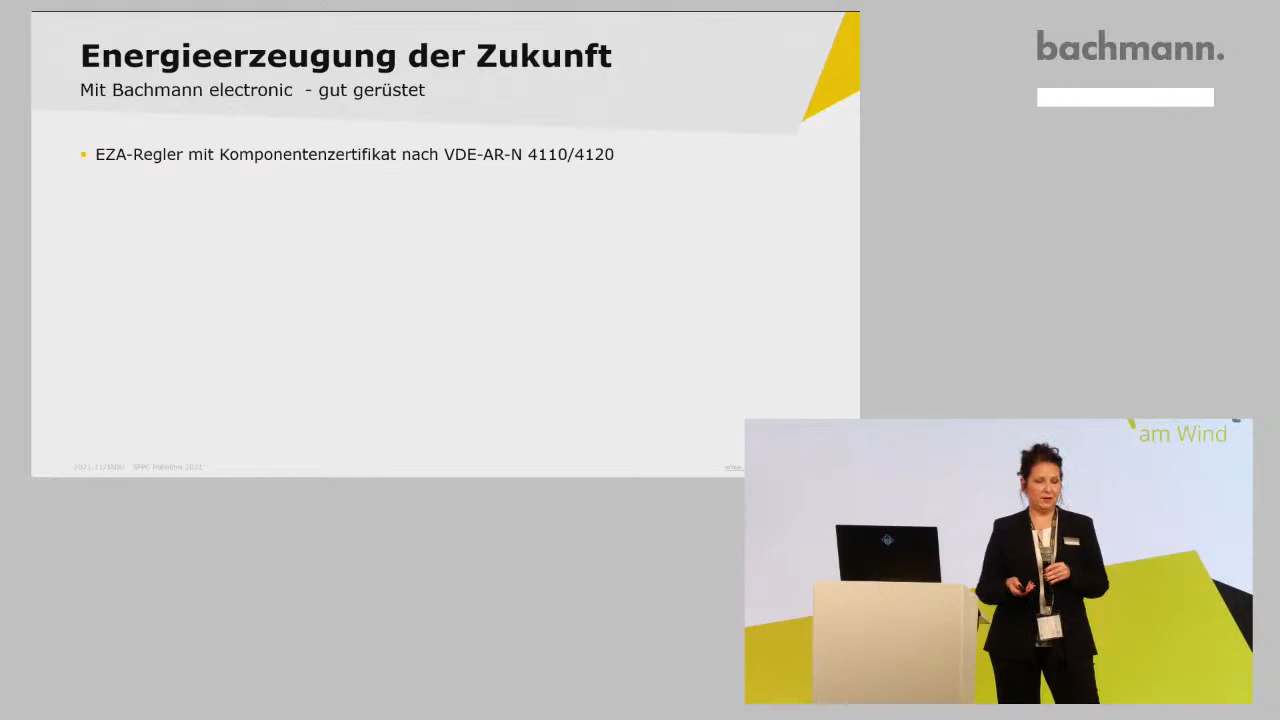 Energieerzeugung der Zukunft
Mit Bachmann electronic - gut gerüstet
EZA-Regler mit Komponentenzertifikat nach VDE-AR-N 4110/4120
bachmann.
am Wind